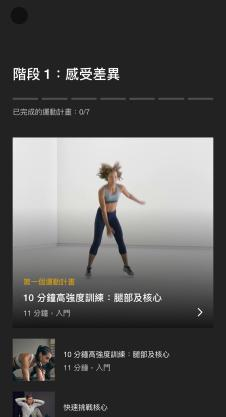 階段 1：感受差異
已完成的運動計畫：0/7
第一個運動計畫
10 分鐘高強度訓練：腿部及核心
11 分鐘・入門
10 分鐘高強度訓練：腿部及核心
11 分鐘・入門
快速挑戰核心